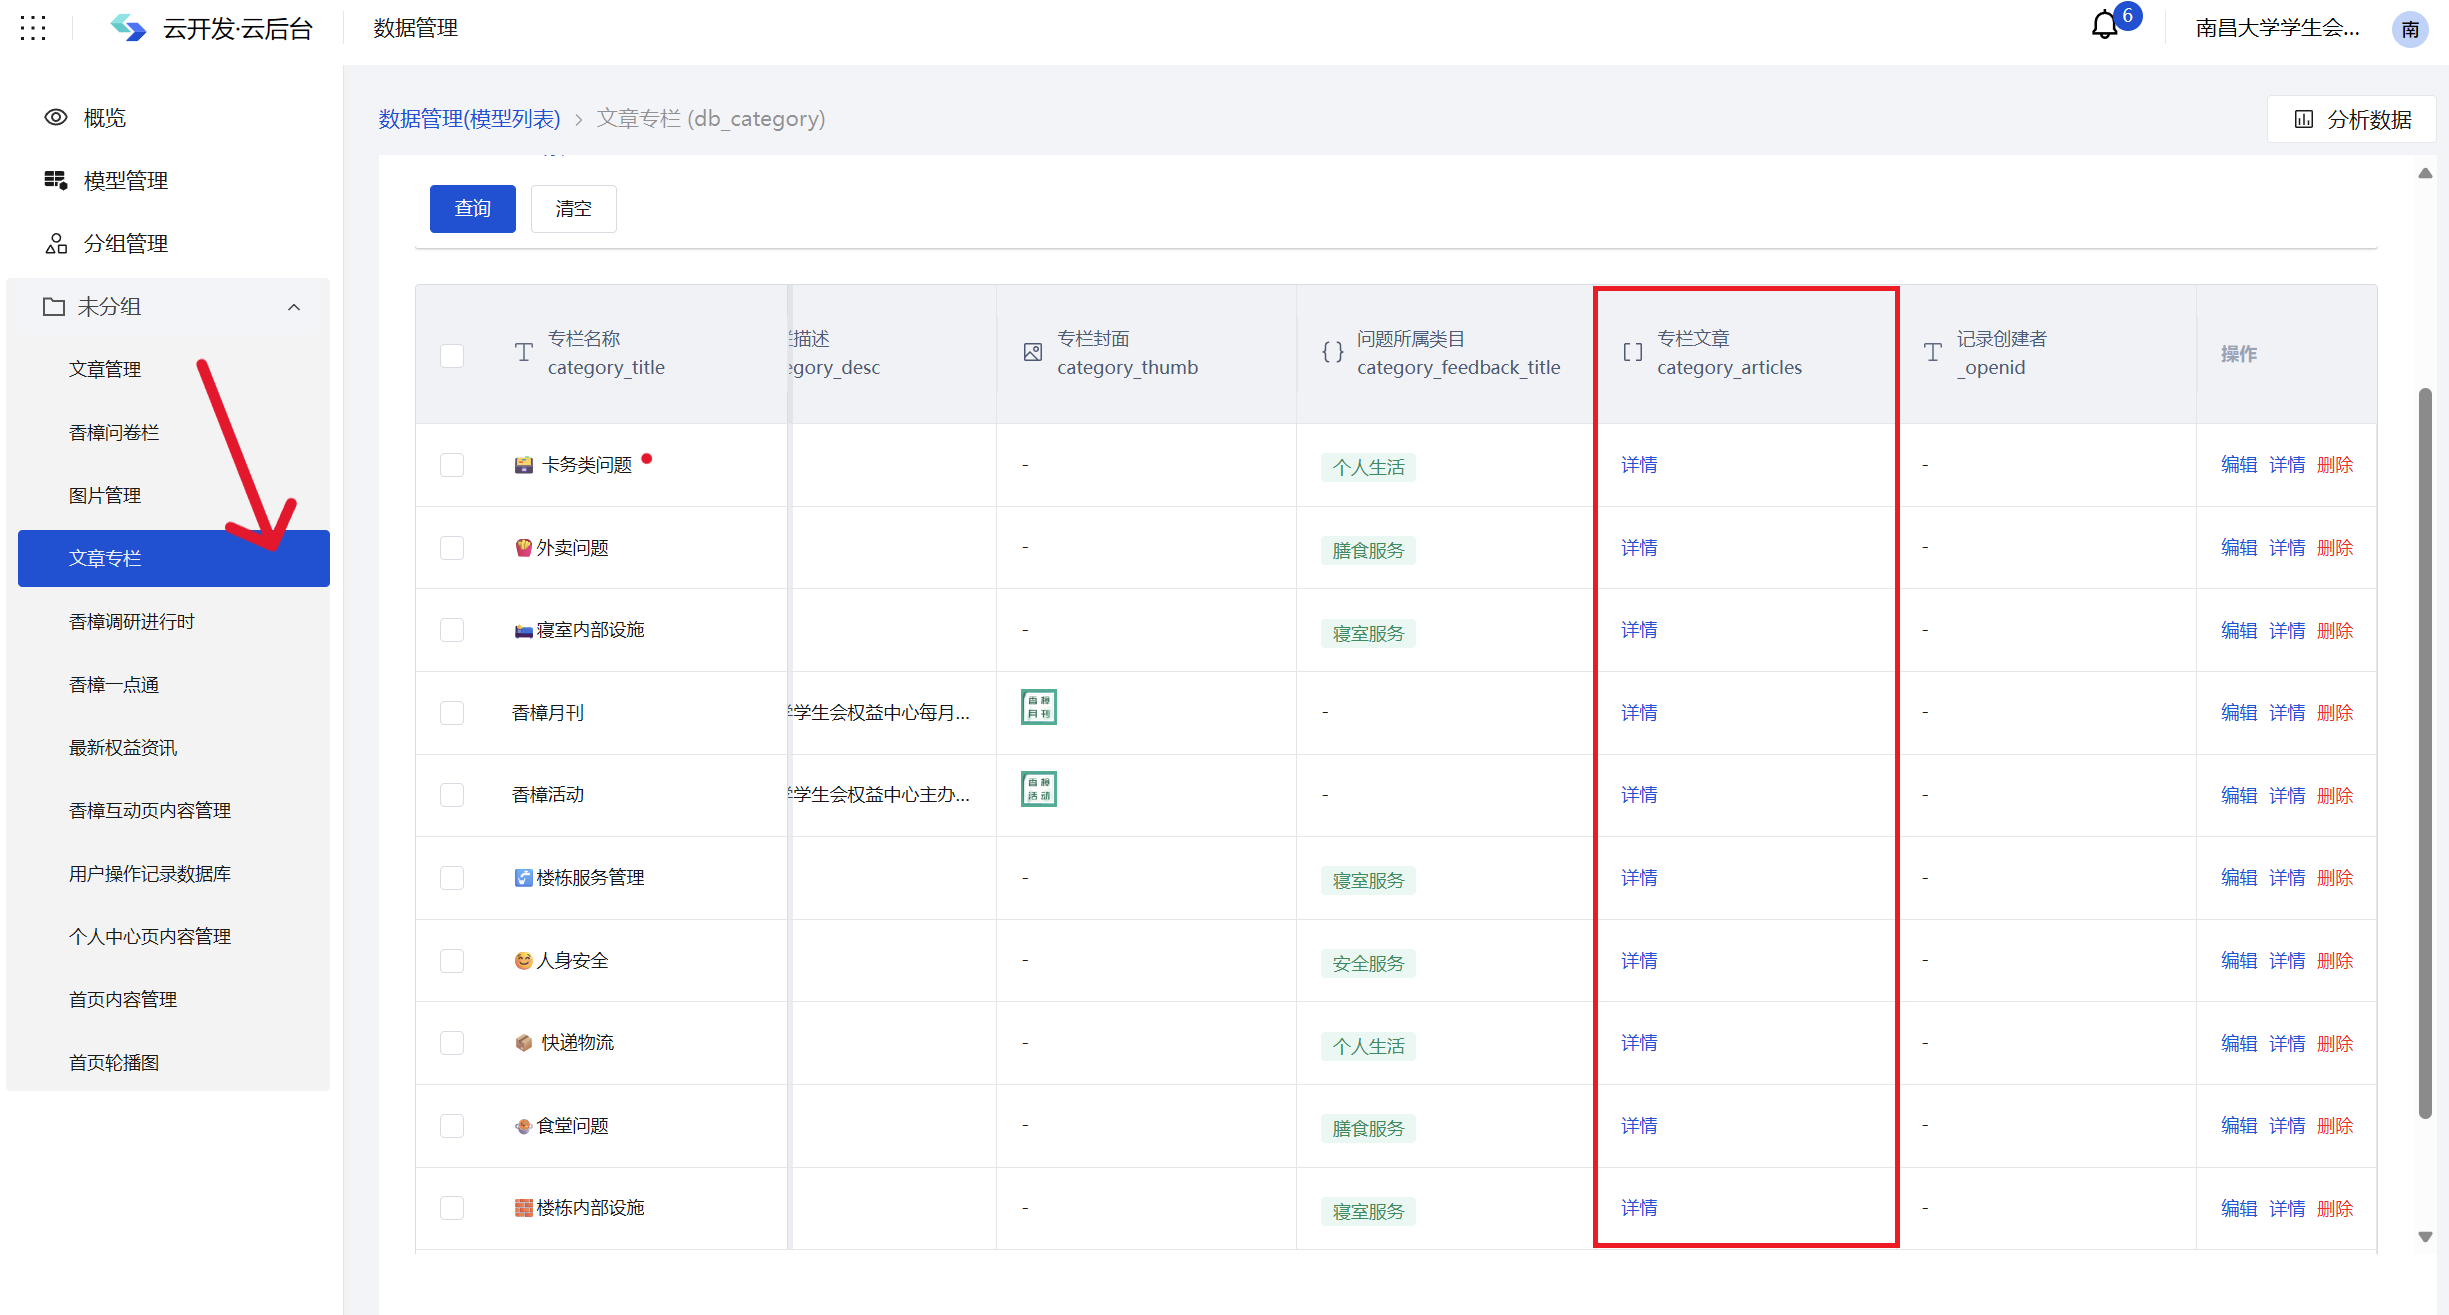 云开发·云后台
数据管理
6
南昌大学学生会...
南
概览
模型管理
分组管理
未分组
文章管理
香樟问卷栏
图片管理
文章专栏
香樟调研进行时
香樟一点通
最新权益资讯
香樟互动页内容管理
用户操作记录数据库
个人中心页内容管理
首页内容管理
首页轮播图
数据管理(模型列表) > 文章专栏 (db_category)
分析数据
查询 清空
专栏名称 描述 专栏封面 问题所属类目 专栏文章 记录创建者 操作
category_title egory_desc category_thumb category_feedback_title category_articles _openid
卡务类问题 - 个人生活 详情 - 编辑 详情 删除
外卖问题 - 膳食服务 详情 - 编辑 详情 删除
寝室内部设施 - 寝室服务 详情 - 编辑 详情 删除
香樟月刊 学生会权益中心每月... 香樟月刊 - 详情 - 编辑 详情 删除
香樟活动 学生会权益中心主办... 香樟活动 - 详情 - 编辑 详情 删除
楼栋服务管理 - 寝室服务 详情 - 编辑 详情 删除
人身安全 - 安全服务 详情 - 编辑 详情 删除
快递物流 - 个人生活 详情 - 编辑 详情 删除
食堂问题 - 膳食服务 详情 - 编辑 详情 删除
楼栋内部设施 - 寝室服务 详情 - 编辑 详情 删除